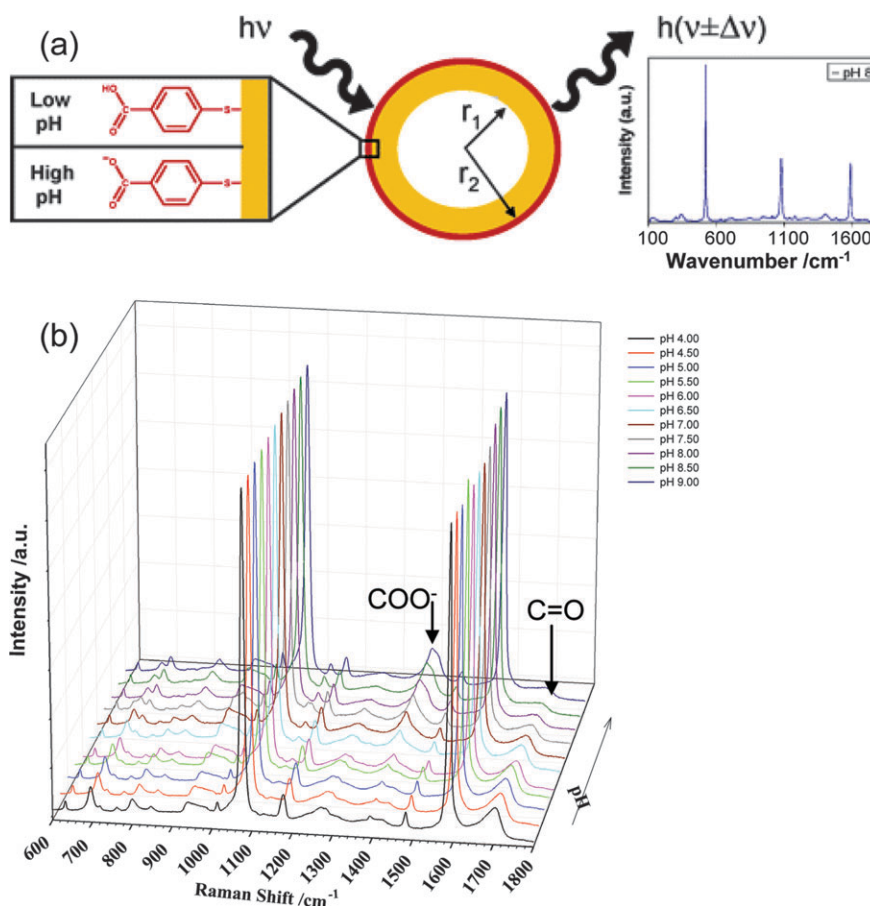 (a)
hν
h(ν±Δν)
Low
pH
High
pH
HO
C
O
S
-O
C
O
S
r1
r2
– pH 8
Intensity (a.u.)
100 600 1100 1600
Wavenumber /cm-1
(b)
pH 4.00
pH 4.50
pH 5.00
pH 5.50
pH 6.00
pH 6.50
pH 7.00
pH 7.50
pH 8.00
pH 8.50
pH 9.00
COO-
C=O
Intensity /a.u.
pH
600 700 800 900 1000 1100 1200 1300 1400 1500 1600 1700 1800
Raman Shift /cm-1